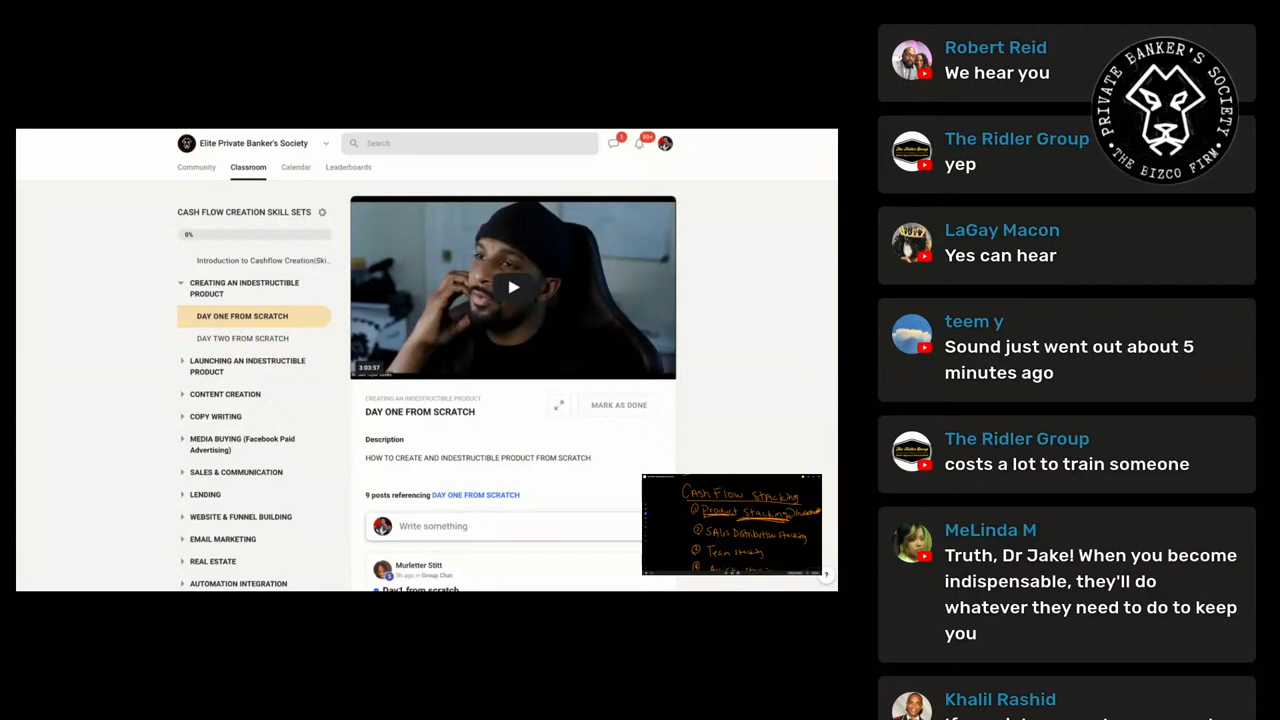 Elite Private Banker's Society
Search
1
99+
Community
Classroom
Calendar
Leaderboards
CASH FLOW CREATION SKILL SETS
0%
Introduction to Cashflow Creation|Ski...
CREATING AN INDESTRUCTIBLE
PRODUCT
DAY ONE FROM SCRATCH
DAY TWO FROM SCRATCH
LAUNCHING AN INDESTRUCTIBLE
PRODUCT
CONTENT CREATION
COPY WRITING
MEDIA BUYING (Facebook Paid
Advertising)
SALES & COMMUNICATION
LENDING
WEBSITE & FUNNEL BUILDING
EMAIL MARKETING
REAL ESTATE
AUTOMATION INTEGRATION
3:03:57
CREATING AN INDESTRUCTIBLE PRODUCT
DAY ONE FROM SCRATCH
MARK AS DONE
Description
HOW TO CREATE AND INDESTRUCTIBLE PRODUCT FROM SCRATCH
9 posts referencing DAY ONE FROM SCRATCH
Write something
Murletter Stitt
9h ago in Group Chat
Day1 from scratch
Cash Flow Stacking
① Product Stacking
② Sales Distribution Stacking
③ Team stacking
④
?
Robert Reid
We hear you
The Ridler Group
yep
LaGay Macon
Yes can hear
teem y
Sound just went out about 5
minutes ago
The Ridler Group
costs a lot to train someone
MeLinda M
Truth, Dr Jake! When you become
indispensable, they'll do
whatever they need to do to keep
you
Khalil Rashid
PRIVATE BANKER'S SOCIETY
• THE BIZCO FIRM •